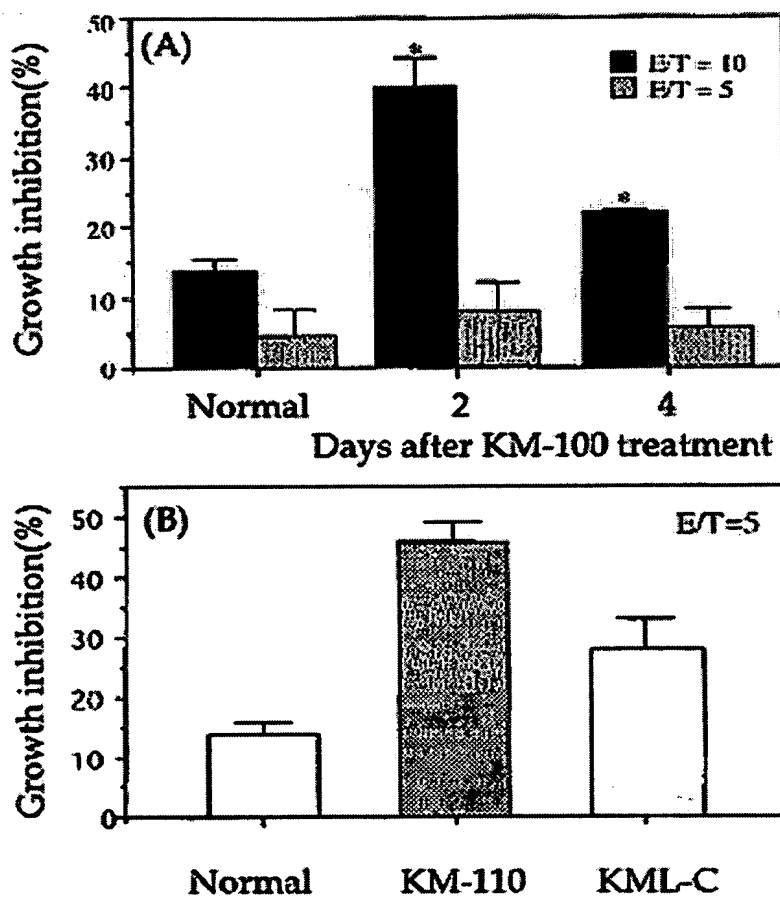 50
(A)
*
E/T = 10
E/T = 5
40
30
*
20
10
0
Growth inhibition(%)
Normal 2 4
Days after KM-100 treatment
50
(B)
E/T=5
40
30
20
10
0
Growth inhibition(%)
Normal KM-110 KML-C